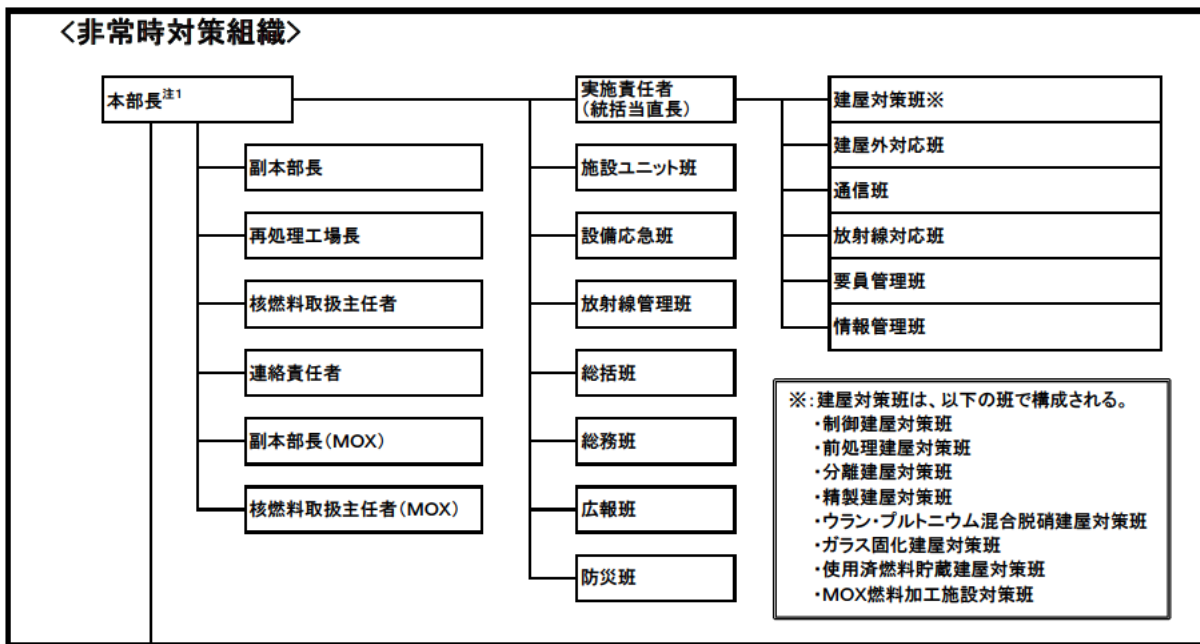 <非常時対策組織>
本部長注1
副本部長
再処理工場長
核燃料取扱主任者
連絡責任者
副本部長(MOX)
核燃料取扱主任者(MOX)
実施責任者
(統括当直長)
施設ユニット班
設備応急班
放射線管理班
総括班
総務班
広報班
防災班
建屋対策班※
建屋外対応班
通信班
放射線対応班
要員管理班
情報管理班
※:建屋対策班は、以下の班で構成される。
・制御建屋対策班
・前処理建屋対策班
・分離建屋対策班
・精製建屋対策班
・ウラン・プルトニウム混合脱硝建屋対策班
・ガラス固化建屋対策班
・使用済燃料貯蔵建屋対策班
・MOX燃料加工施設対策班